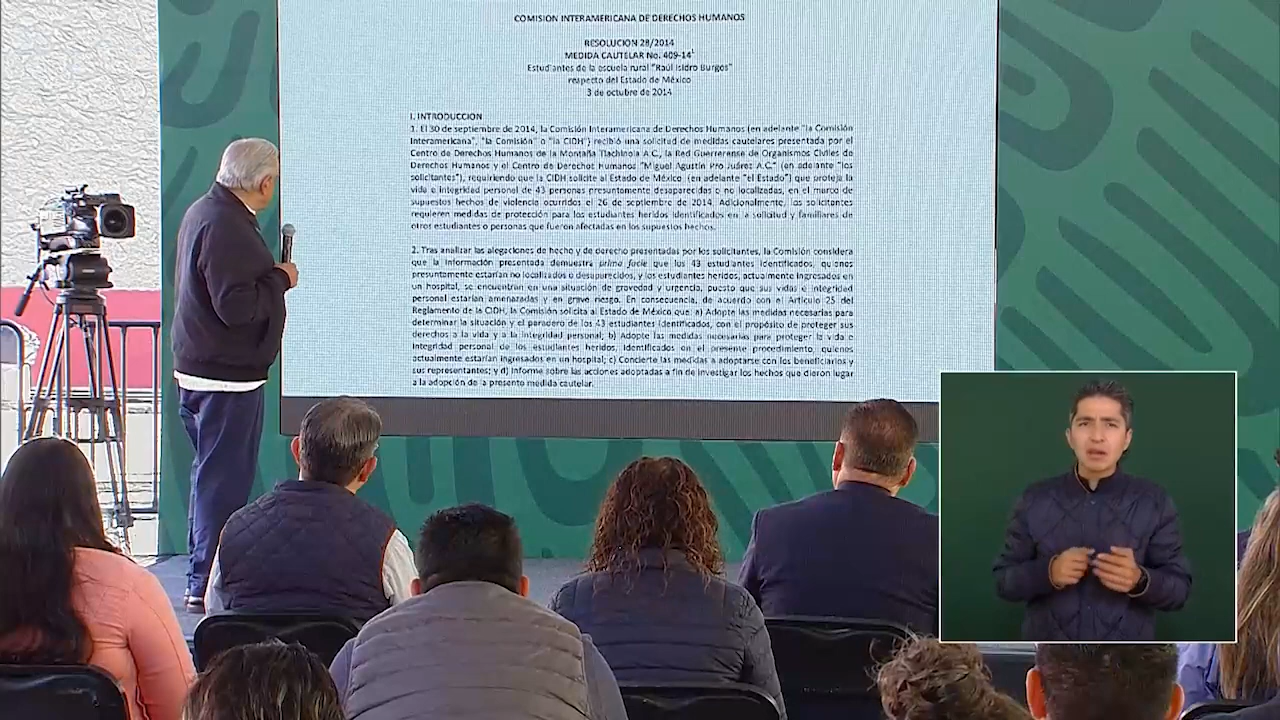 COMISION INTERAMERICANA DE DERECHOS HUMANOS
RESOLUCION 28/2014
MEDIDA CAUTELAR No. 409-14¹
Estudiantes de la escuela rural "Raúl Isidro Burgos"
respecto del Estado de México
3 de octubre de 2014
I. INTRODUCCION
1. El 30 de septiembre de 2014, la Comisión Interamericana de Derechos Humanos (en adelante "la Comisión
Interamericana", "la Comisión" o "la CIDH") recibió una solicitud de medidas cautelares presentada por el
Centro de Derechos Humanos de la Montaña Tlachinola A.C., la Red Guerrerense de Organismos Civiles de
Derechos Humanos y el Centro de Derechos Humanos "Miguel Agustín Pro Juárez A.C." (en adelante "los
solicitantes"), requiriendo que la CIDH solicite al Estado de México (en adelante "el Estado") que proteja la
vida e integridad personal de 43 personas presuntamente desaparecidas o no localizadas, en el marco de
supuestos hechos de violencia ocurridos el 26 de septiembre de 2014. Adicionalmente, los solicitantes
requieren medidas de protección para los estudiantes heridos identificados en la solicitud y familiares de
otros estudiantes o personas que fueron afectadas en los supuestos hechos.
2. Tras analizar las alegaciones de hecho y de derecho presentadas por los solicitantes, la Comisión considera
que la información presentada demuestra prima facie que los 43 estudiantes identificados, quienes
presuntamente estarían no localizados o desaparecidos, y los estudiantes heridos, actualmente ingresados en
un hospital, se encuentran en una situación de gravedad y urgencia, puesto que sus vidas e integridad
personal estarían amenazadas y en grave riesgo. En consecuencia, de acuerdo con el Artículo 25 del
Reglamento de la CIDH, la Comisión solicita al Estado de México que: a) Adopte las medidas necesarias para
determinar la situación y el paradero de los 43 estudiantes identificados, con el propósito de proteger sus
derechos a la vida y a la integridad personal; b) Adopte las medidas necesarias para proteger la vida e
integridad personal de los estudiantes heridos, identificados en el presente procedimiento, quienes
actualmente estarían ingresados en un hospital; c) Concierte las medidas a adoptarse con los beneficiarios y
sus representantes; y d) Informe sobre las acciones adoptadas a fin de investigar los hechos que dieron lugar
a la adopción de la presente medida cautelar.